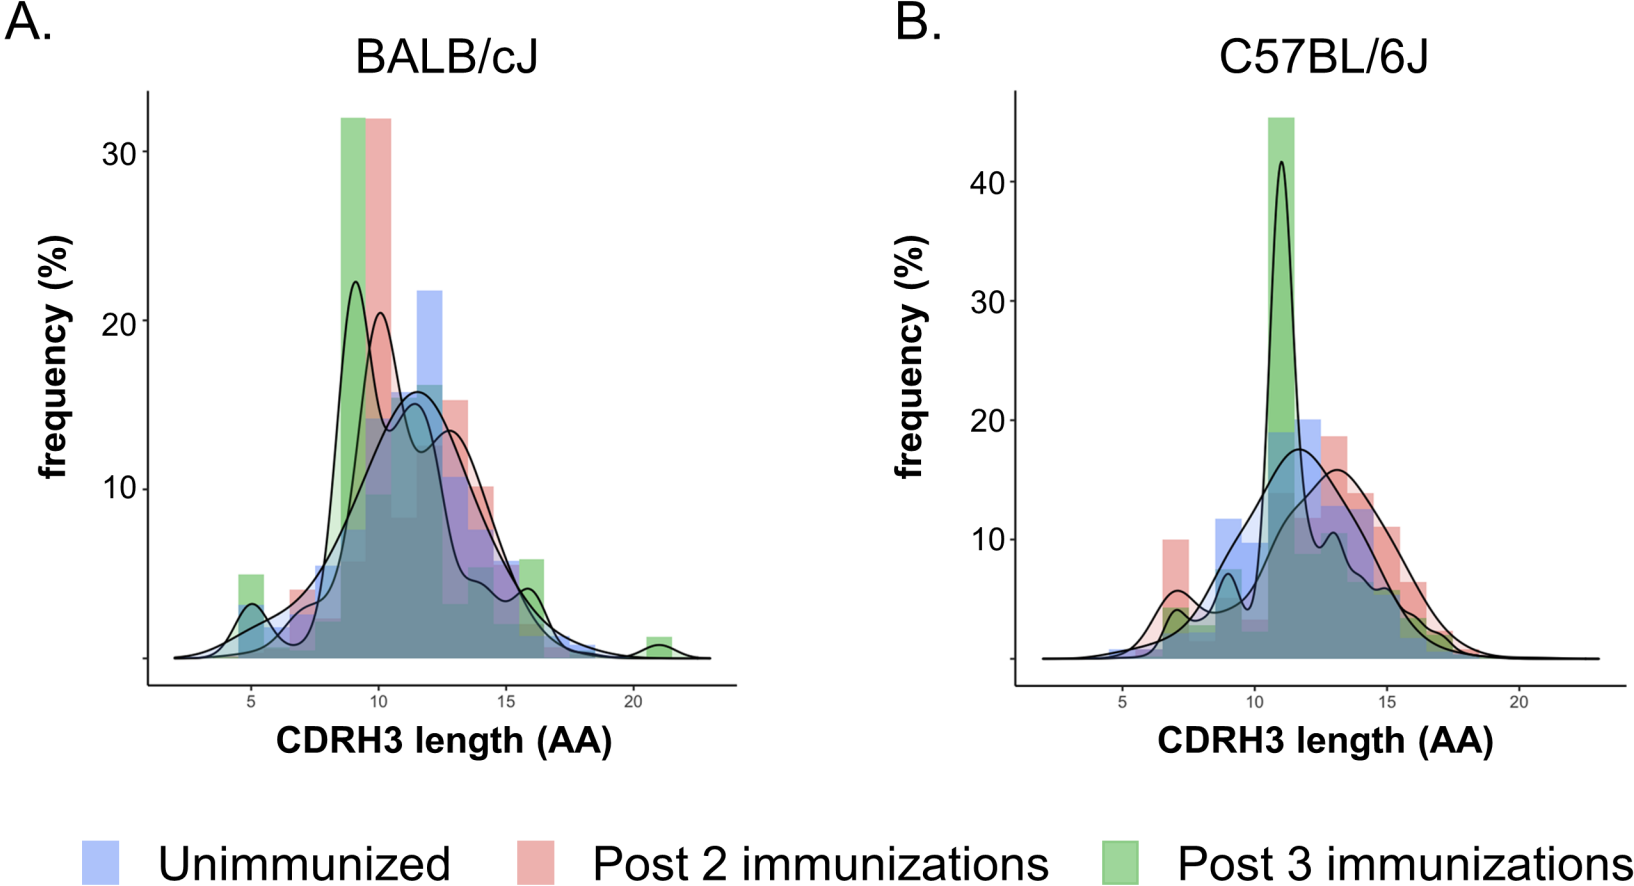 A.
BALB/cJ
30
20
10
frequency (%)
5 10 15 20
CDRH3 length (AA)
B.
C57BL/6J
40
30
20
10
frequency (%)
5 10 15 20
CDRH3 length (AA)
Unimmunized Post 2 immunizations Post 3 immunizations